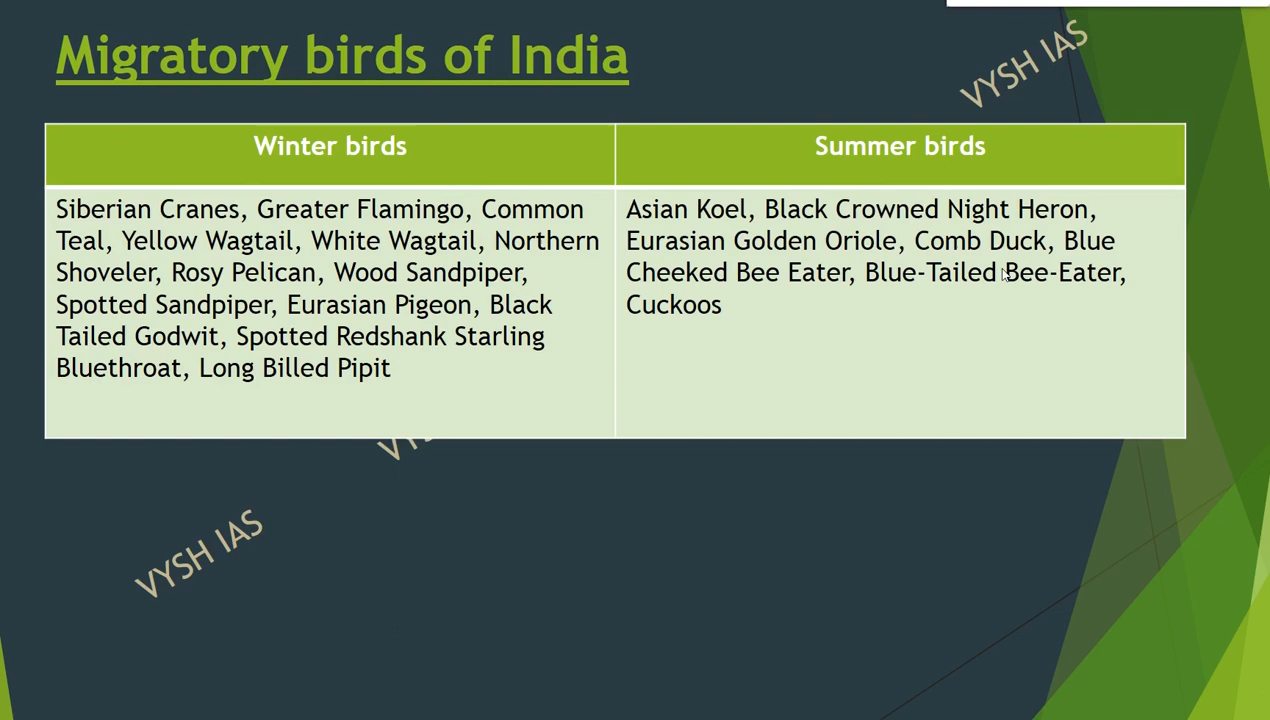 Migratory birds of India
VYSH IAS
Winter birds
Summer birds
Siberian Cranes, Greater Flamingo, Common
Teal, Yellow Wagtail, White Wagtail, Northern
Shoveler, Rosy Pelican, Wood Sandpiper,
Spotted Sandpiper, Eurasian Pigeon, Black
Tailed Godwit, Spotted Redshank Starling
Bluethroat, Long Billed Pipit
Asian Koel, Black Crowned Night Heron,
Eurasian Golden Oriole, Comb Duck, Blue
Cheeked Bee Eater, Blue-Tailed Bee-Eater,
Cuckoos
VYSH IAS